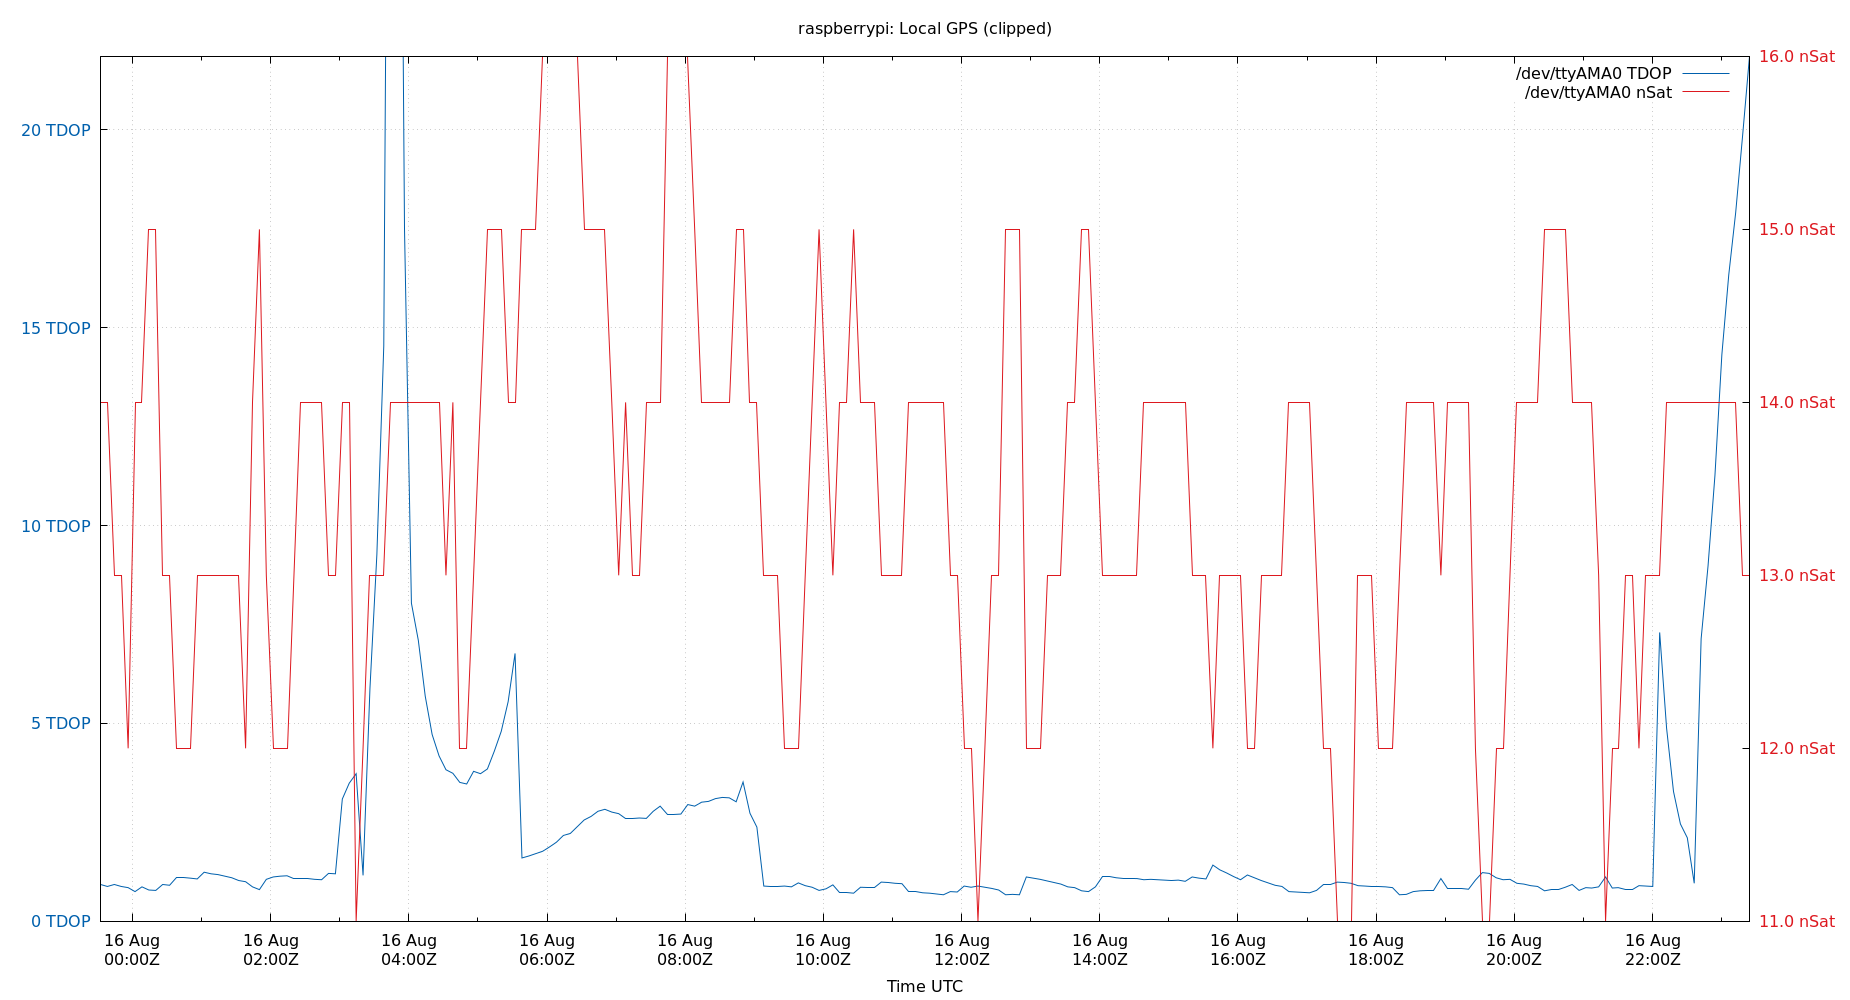 raspberrypi: Local GPS (clipped)
/dev/ttyAMA0 TDOP
/dev/ttyAMA0 nSat
20 TDOP
15 TDOP
10 TDOP
5 TDOP
0 TDOP
16.0 nSat
15.0 nSat
14.0 nSat
13.0 nSat
12.0 nSat
11.0 nSat
16 Aug 16 Aug 16 Aug 16 Aug 16 Aug 16 Aug 16 Aug 16 Aug 16 Aug 16 Aug 16 Aug 16 Aug
00:00Z 02:00Z 04:00Z 06:00Z 08:00Z 10:00Z 12:00Z 14:00Z 16:00Z 18:00Z 20:00Z 22:00Z
Time UTC